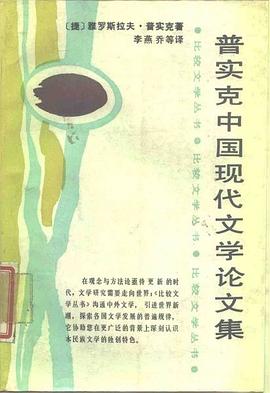 〔捷〕雅罗斯拉夫·普实克著
李燕乔等译
普实克中国现代文学论文集
•比较文学丛书•比较文学丛书•比较文学丛书•
在观念与方法论亟待更新的时
代，文学研究需要走向世界；《比较文
学丛书》沟通中外文学，引进世界新
潮，探索各国文学发展的普遍规律，
它协助您在更广泛的背景上深刻认识
本民族文学的独创特色。